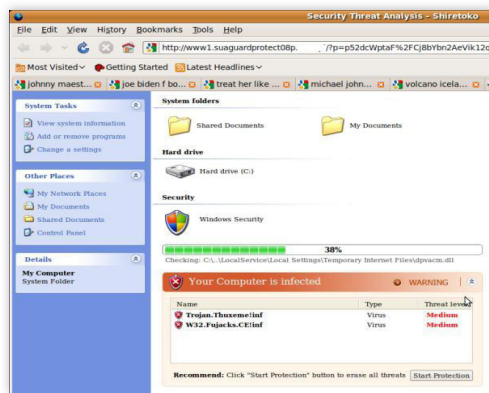 Security Threat Analysis - Shiretoko
File Edit View History Bookmarks Tools Help
http://www1.suaguardprotect08p. /?p=p52dcWptaF%2FCj8bYbn2AeVik12
Most Visited Getting Started Latest Headlines
johnny maest... joe biden f bo... treat her like ... michael john... volcano icela...
System Tasks
View system information
Add or remove programs
Change a settings
Other Places
My Network Places
My Documents
Shared Documents
Control Panel
Details
My Computer
System Folder
System folders
Shared Documents My Documents
Hard drive
Hard drive (C:)
Security
Windows Security
38%
Checking: C:\..\LocalService\Local Settings\Temporary Internet Files\dpvacm.dll
Your Computer is infected WARNING
Name Type Threat level
Trojan.Thuxeme!inf Virus Medium
W32.Fujacks.CE!inf Virus Medium
Recommend: Click "Start Protection" button to erase all threats Start Protection